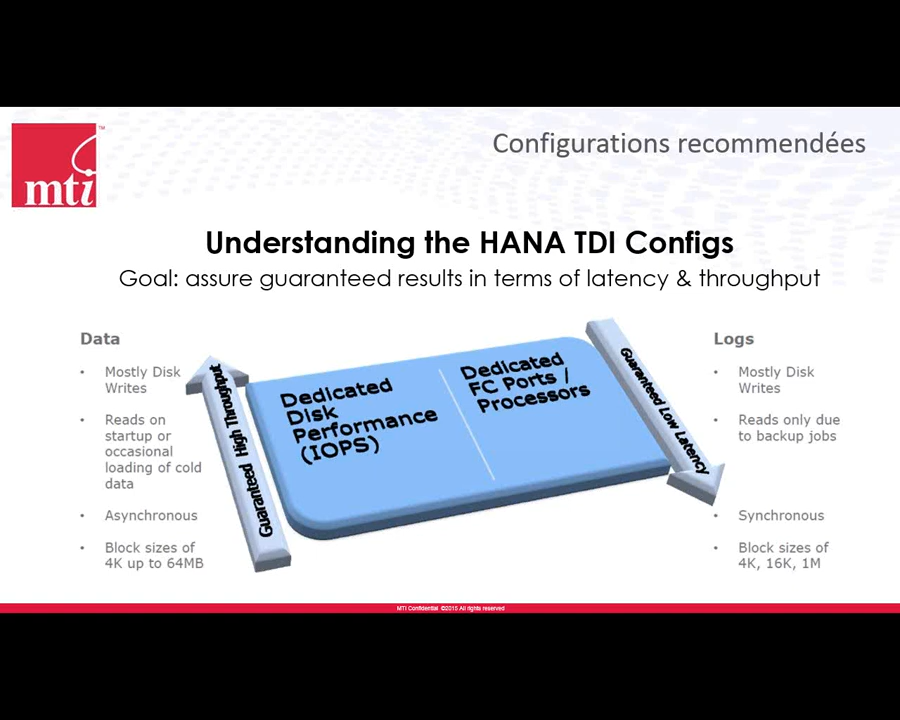 mti
™
Configurations recommendées
Understanding the HANA TDI Configs
Goal: assure guaranteed results in terms of latency & throughput
Data
• Mostly Disk
Writes
• Reads on
startup or
occasional
loading of cold
data
• Asynchronous
• Block sizes of
4K up to 64MB
Guaranteed High Throughput
Dedicated
Disk
Performance
(IOPS)
Dedicated
FC Ports /
Processors
Guaranteed Low Latency
Logs
• Mostly Disk
Writes
• Reads only due
to backup jobs
• Synchronous
• Block sizes of
4K, 16K, 1M
MTI Confidential ©2015 All rights reserved